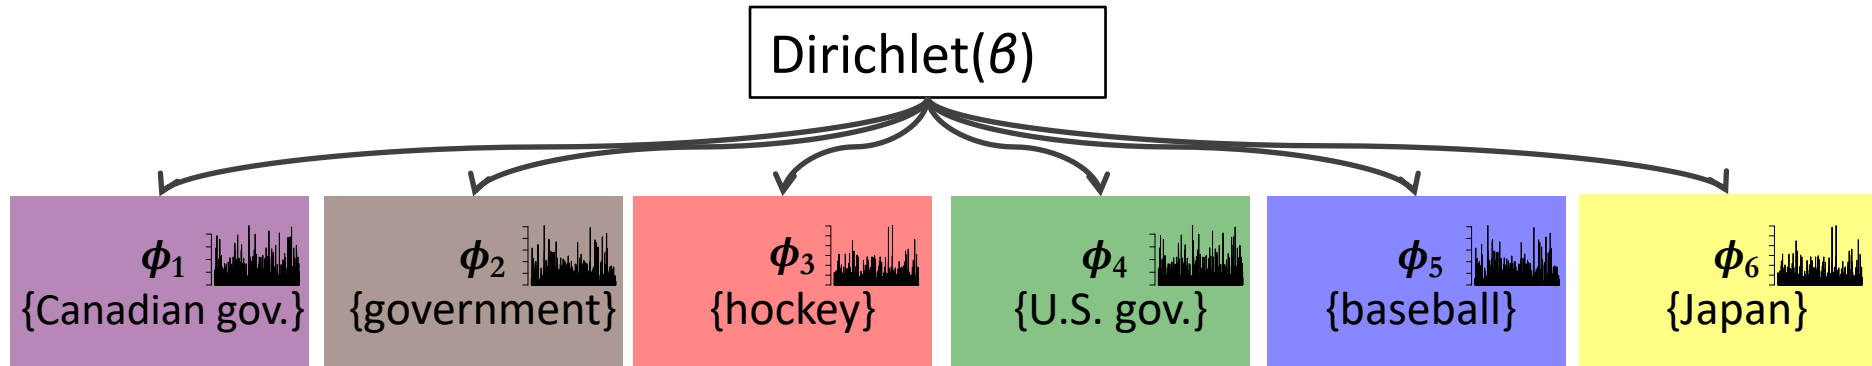 Dirichlet(β)
ϕ₁
{Canadian gov.}
ϕ₂
{government}
ϕ₃
{hockey}
ϕ₄
{U.S. gov.}
ϕ₅
{baseball}
ϕ₆
{Japan}